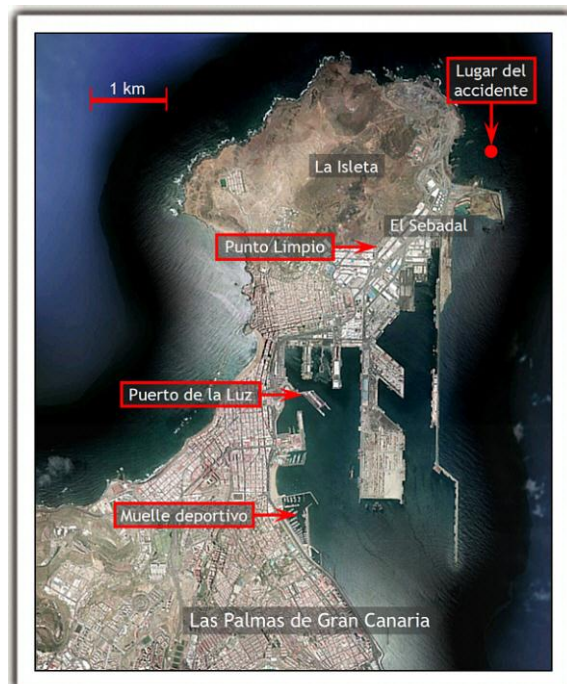 1 km
Lugar del
accidente
La Isleta
El Sebadal
Punto Limpio
Puerto de la Luz
Muelle deportivo
Las Palmas de Gran Canaria